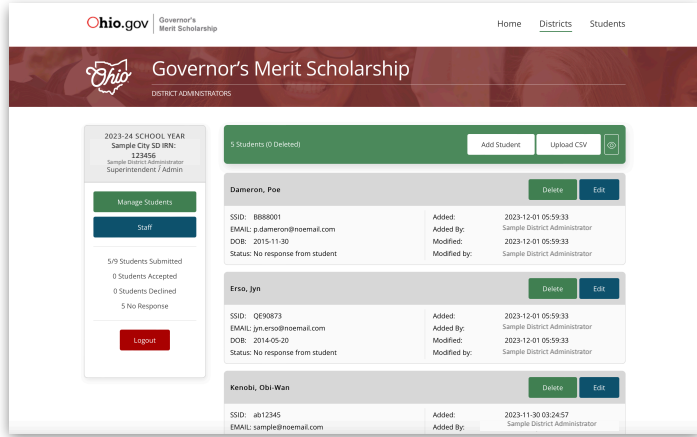 Ohio.gov
Governor's
Merit Scholarship
Home Districts Students
Ohio
Governor's Merit Scholarship
DISTRICT ADMINISTRATORS
2023-24 SCHOOL YEAR
Sample City SD IRN:
123456
Sample District Administrator
Superintendent / Admin
Manage Students
Staff
5/9 Students Submitted
0 Students Accepted
0 Students Declined
5 No Response
Logout
5 Students (0 Deleted) Add Student Upload CSV
Dameron, Poe Delete Edit
SSID: BB88001 Added: 2023-12-01 05:59:33
EMAIL: p.dameron@noemail.com Added By: Sample District Administrator
DOB: 2015-11-30 Modified: 2023-12-01 05:59:33
Status: No response from student Modified by: Sample District Administrator
Erso, Jyn Delete Edit
SSID: QE90873 Added: 2023-12-01 05:59:33
EMAIL: jyn.erso@noemail.com Added By: Sample District Administrator
DOB: 2014-05-20 Modified: 2023-12-01 05:59:33
Status: No response from student Modified by: Sample District Administrator
Kenobi, Obi-Wan Delete Edit
SSID: ab12345 Added: 2023-11-30 03:24:57
EMAIL: sample@noemail.com Added By: Sample District Administrator